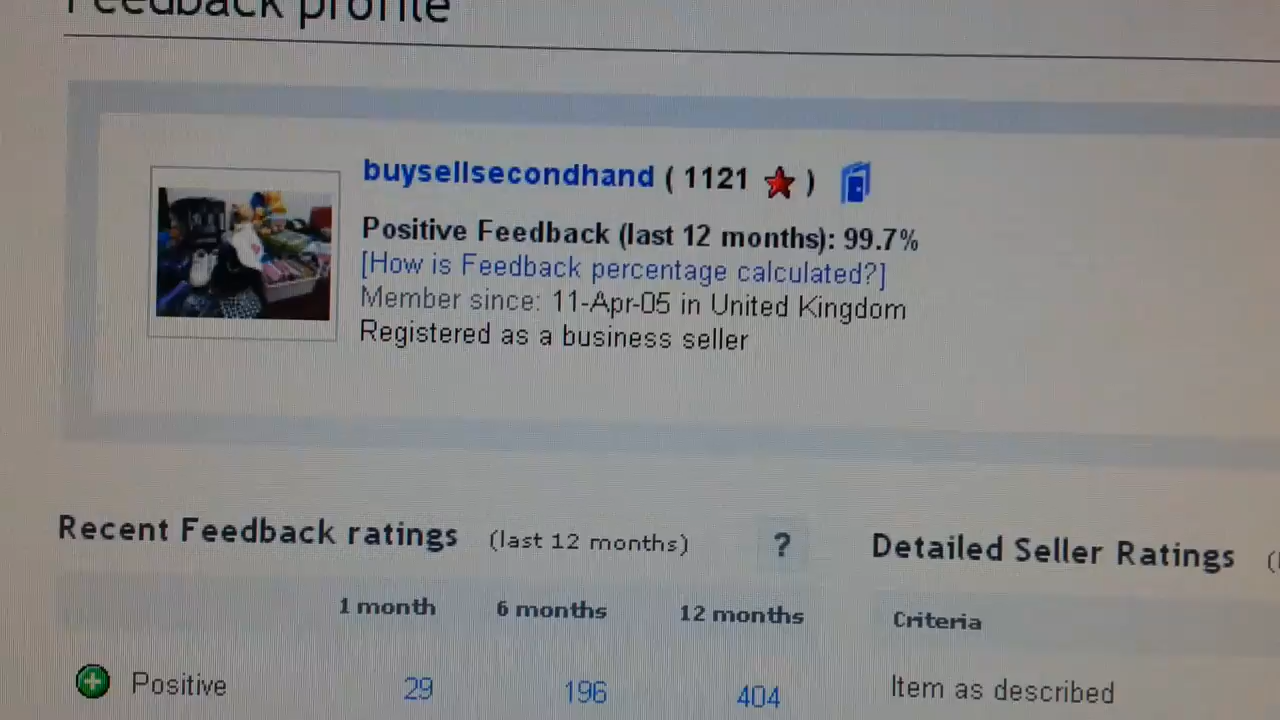 Feedback profile
buysellsecondhand ( 1121 )
Positive Feedback (last 12 months): 99.7%
[How is Feedback percentage calculated?]
Member since: 11-Apr-05 in United Kingdom
Registered as a business seller
Recent Feedback ratings (last 12 months) ?
Detailed Seller Ratings (
1 month 6 months 12 months
Criteria
Positive 29 196 404
Item as described